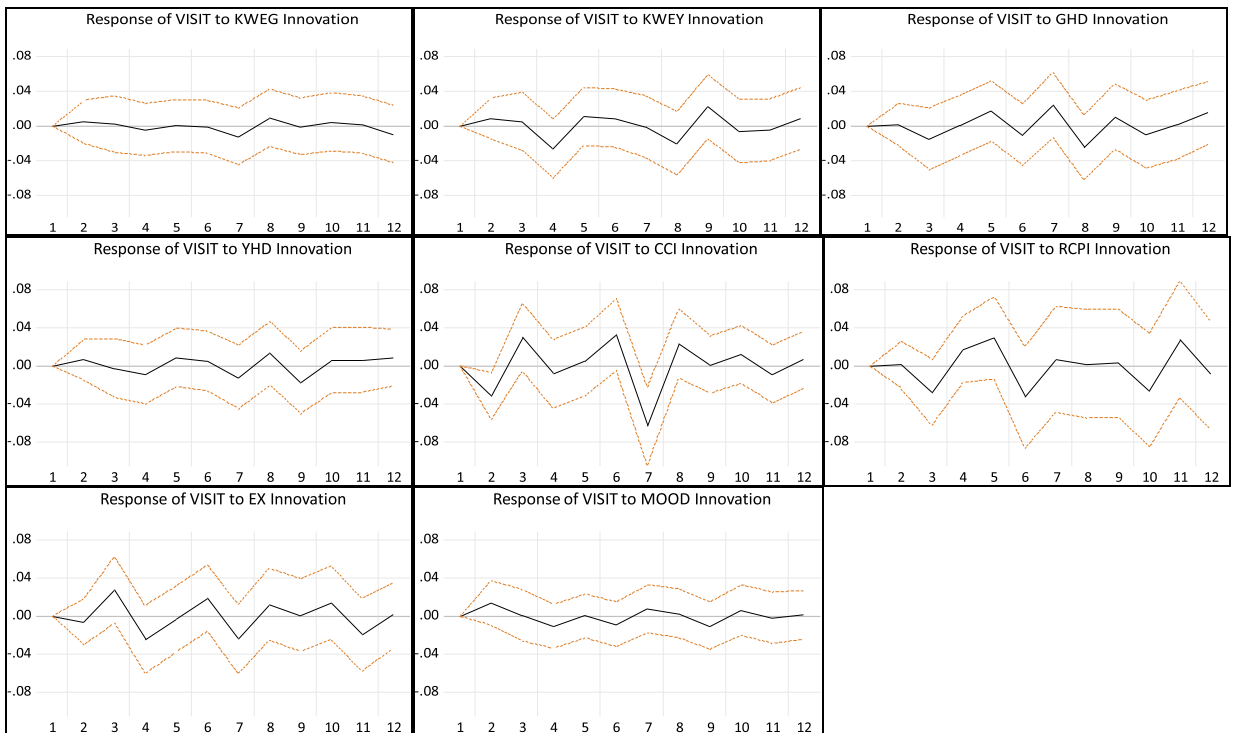 Response of VISIT to KWEG Innovation
.08
.04
.00
-.04
-.08
1 2 3 4 5 6 7 8 9 10 11 12
Response of VISIT to KWEY Innovation
.08
.04
.00
-.04
-.08
1 2 3 4 5 6 7 8 9 10 11 12
Response of VISIT to GHD Innovation
.08
.04
.00
-.04
-.08
1 2 3 4 5 6 7 8 9 10 11 12
Response of VISIT to YHD Innovation
.08
.04
.00
-.04
-.08
1 2 3 4 5 6 7 8 9 10 11 12
Response of VISIT to CCI Innovation
.08
.04
.00
-.04
-.08
1 2 3 4 5 6 7 8 9 10 11 12
Response of VISIT to RCPI Innovation
.08
.04
.00
-.04
-.08
1 2 3 4 5 6 7 8 9 10 11 12
Response of VISIT to EX Innovation
.08
.04
.00
-.04
-.08
1 2 3 4 5 6 7 8 9 10 11 12
Response of VISIT to MOOD Innovation
.08
.04
.00
-.04
-.08
1 2 3 4 5 6 7 8 9 10 11 12